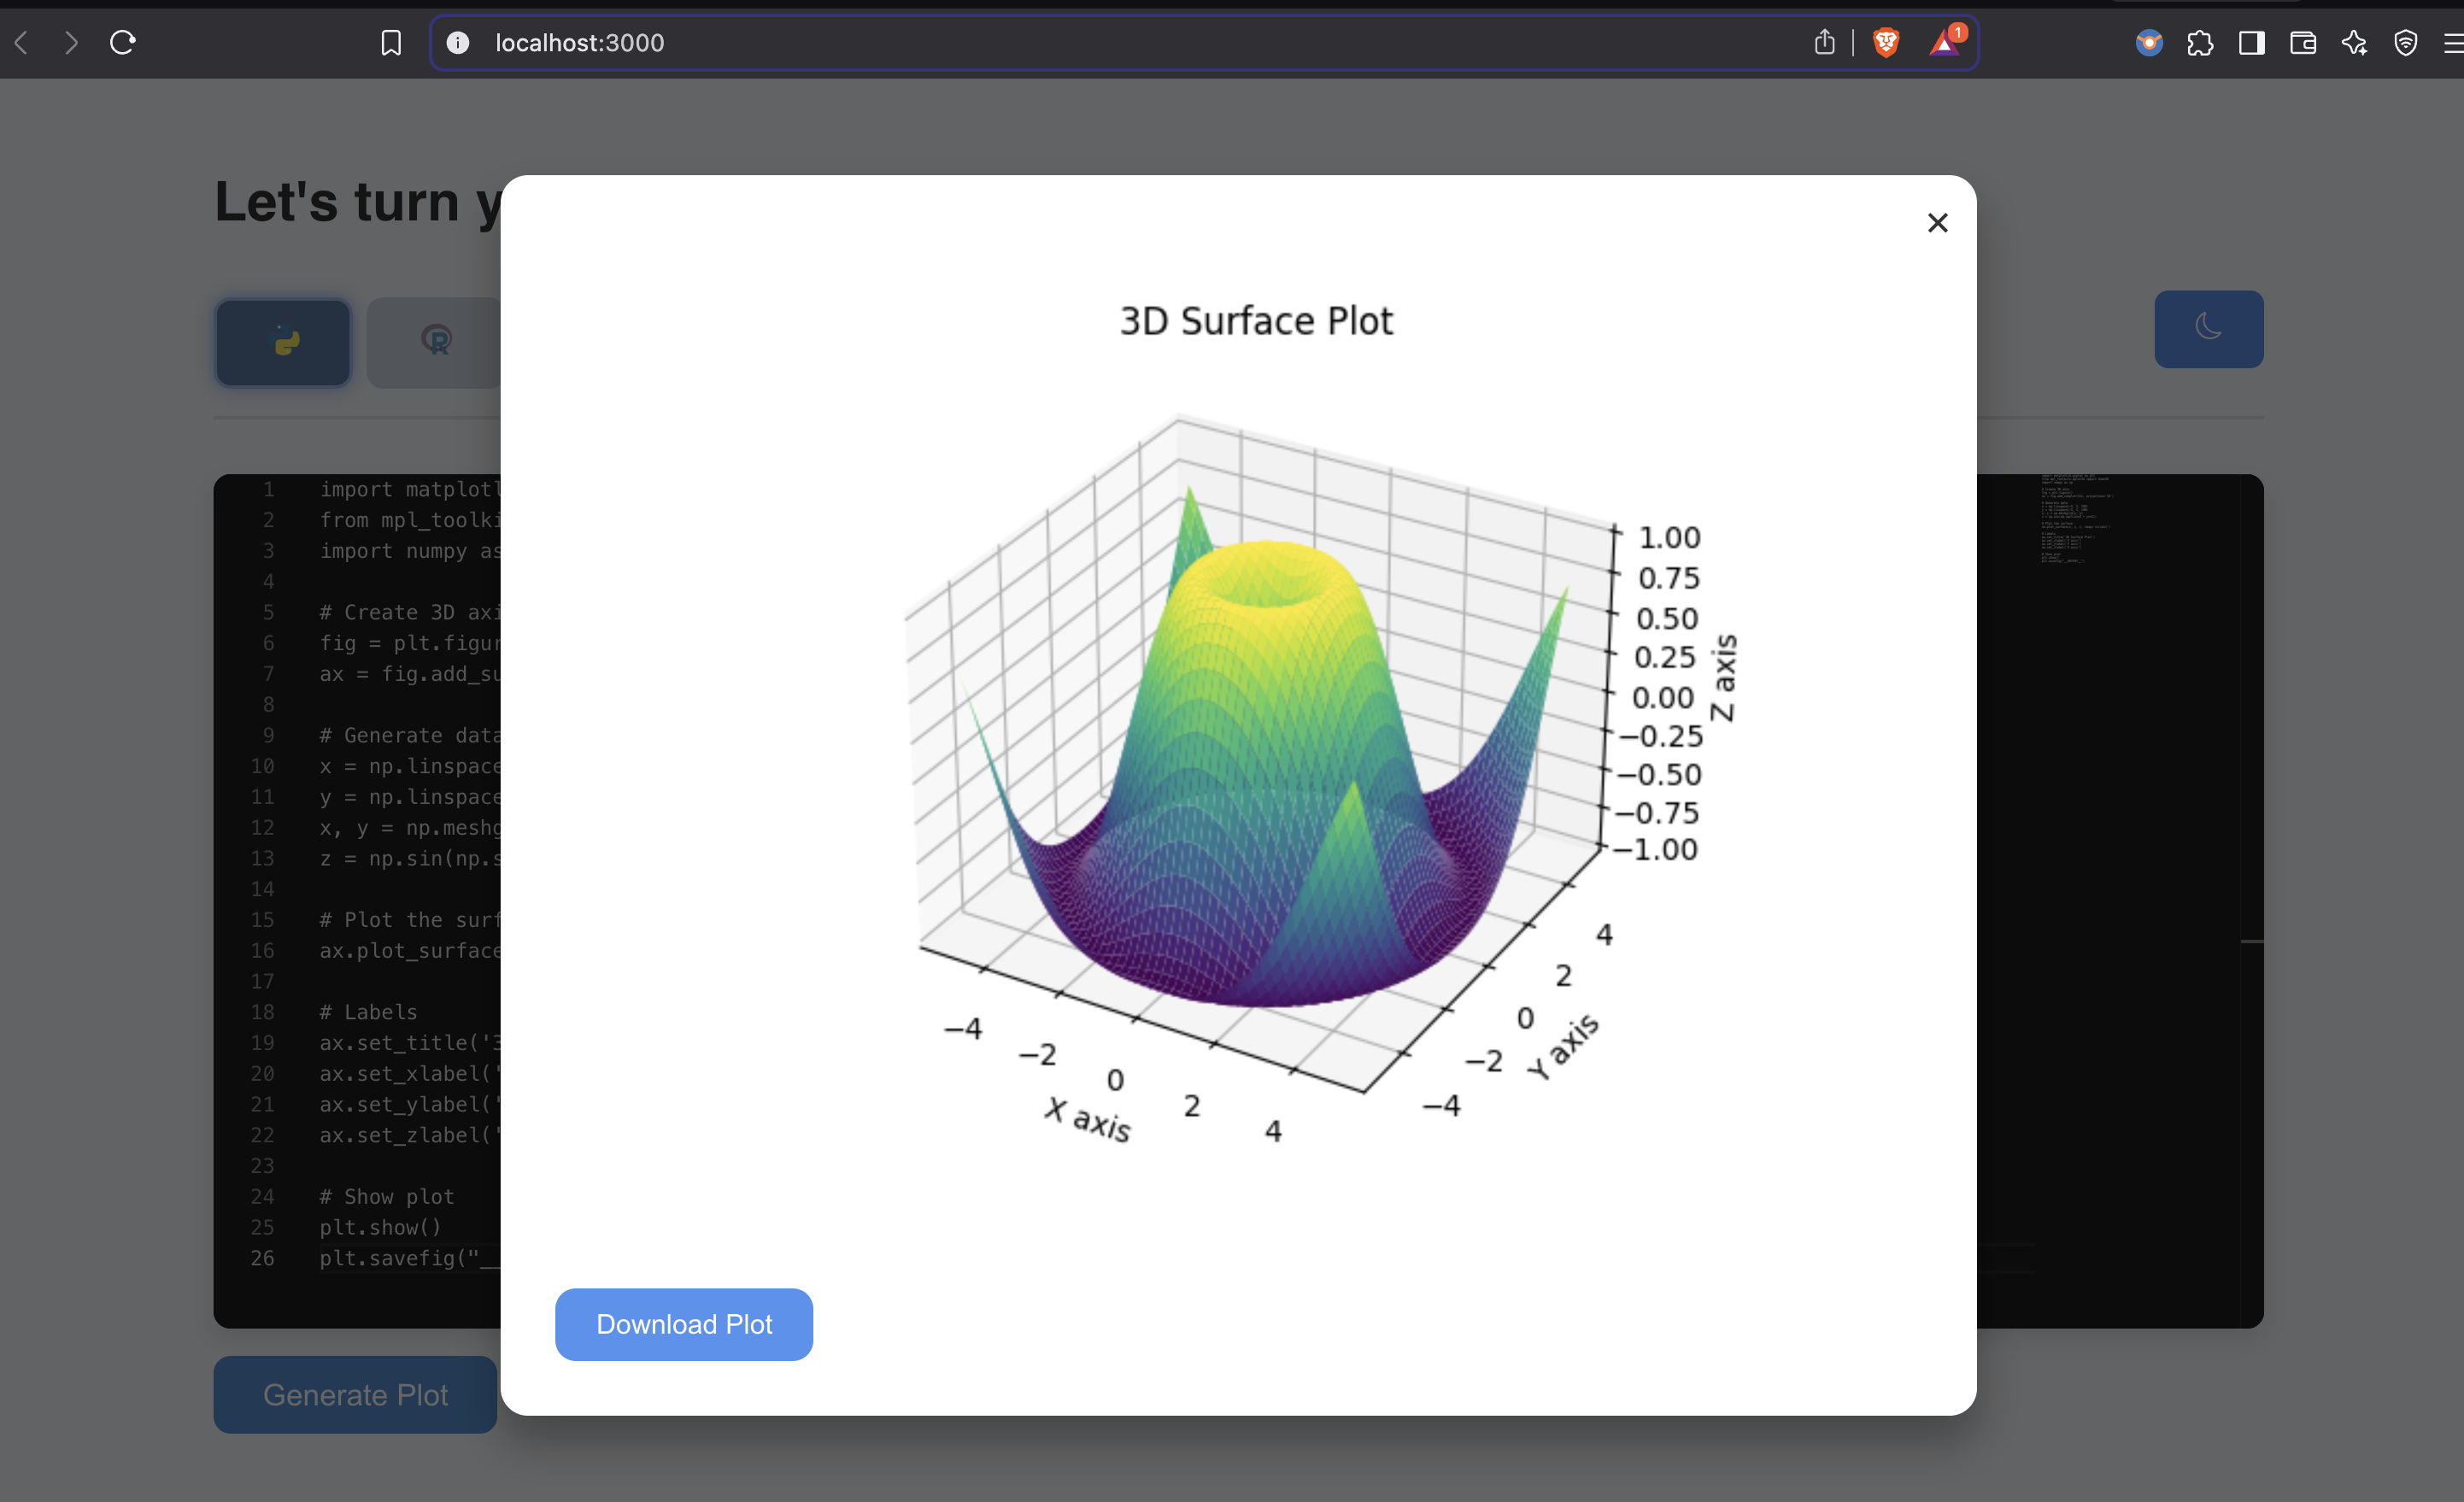 localhost:3000
1
Let's turn y
R
3D Surface Plot
1.00
0.75
0.50
0.25
0.00
−0.25
−0.50
−0.75
−1.00
Z axis
4
2
0
−2
−4
Y axis
−4
−2
0
2
4
X axis
1 import matplotl
2 from mpl_toolki
3 import numpy as
4
5 # Create 3D axi
6 fig = plt.figur
7 ax = fig.add_su
8
9 # Generate data
10 x = np.linspace
11 y = np.linspace
12 x, y = np.meshg
13 z = np.sin(np.s
14
15 # Plot the surf
16 ax.plot_surface
17
18 # Labels
19 ax.set_title('3
20 ax.set_xlabel('
21 ax.set_ylabel('
22 ax.set_zlabel('
23
24 # Show plot
25 plt.show()
26 plt.savefig("__
Download Plot
Generate Plot